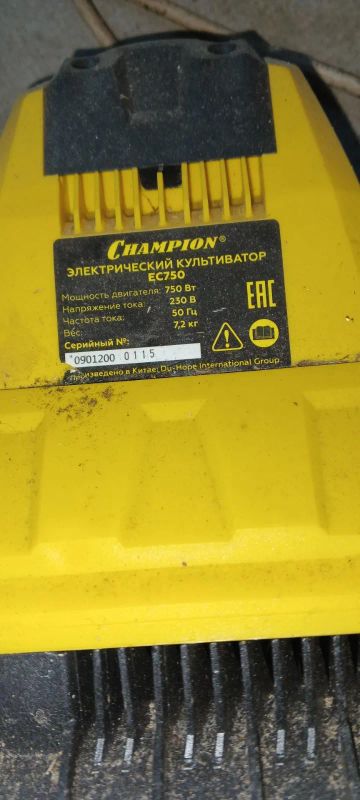 CHAMPION®
ЭЛЕКТРИЧЕСКИЙ КУЛЬТИВАТОР
EC750
Мощность двигателя: 750 Вт
Напряжение тока: 230 В
Частота тока: 50 Гц
Вес: 7,2 кг
EAC
Серийный №:
0901200 0115
Произведено в Китае, Du-Hope International Group